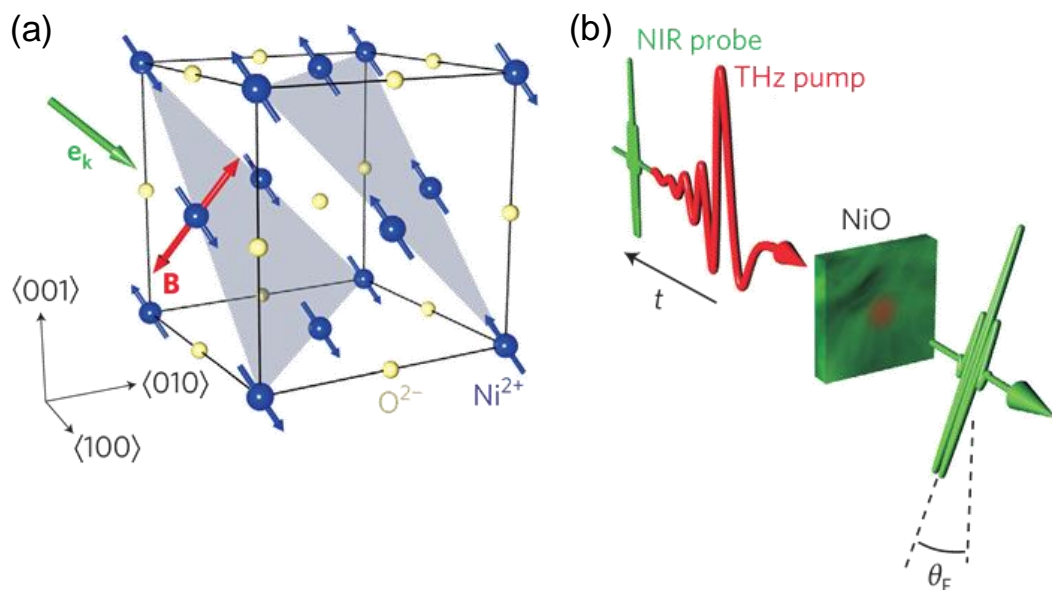 (a)
e_k
B
⟨001⟩
⟨010⟩
⟨100⟩
O²⁻
Ni²⁺
(b)
NIR probe
THz pump
NiO
t
θ_F